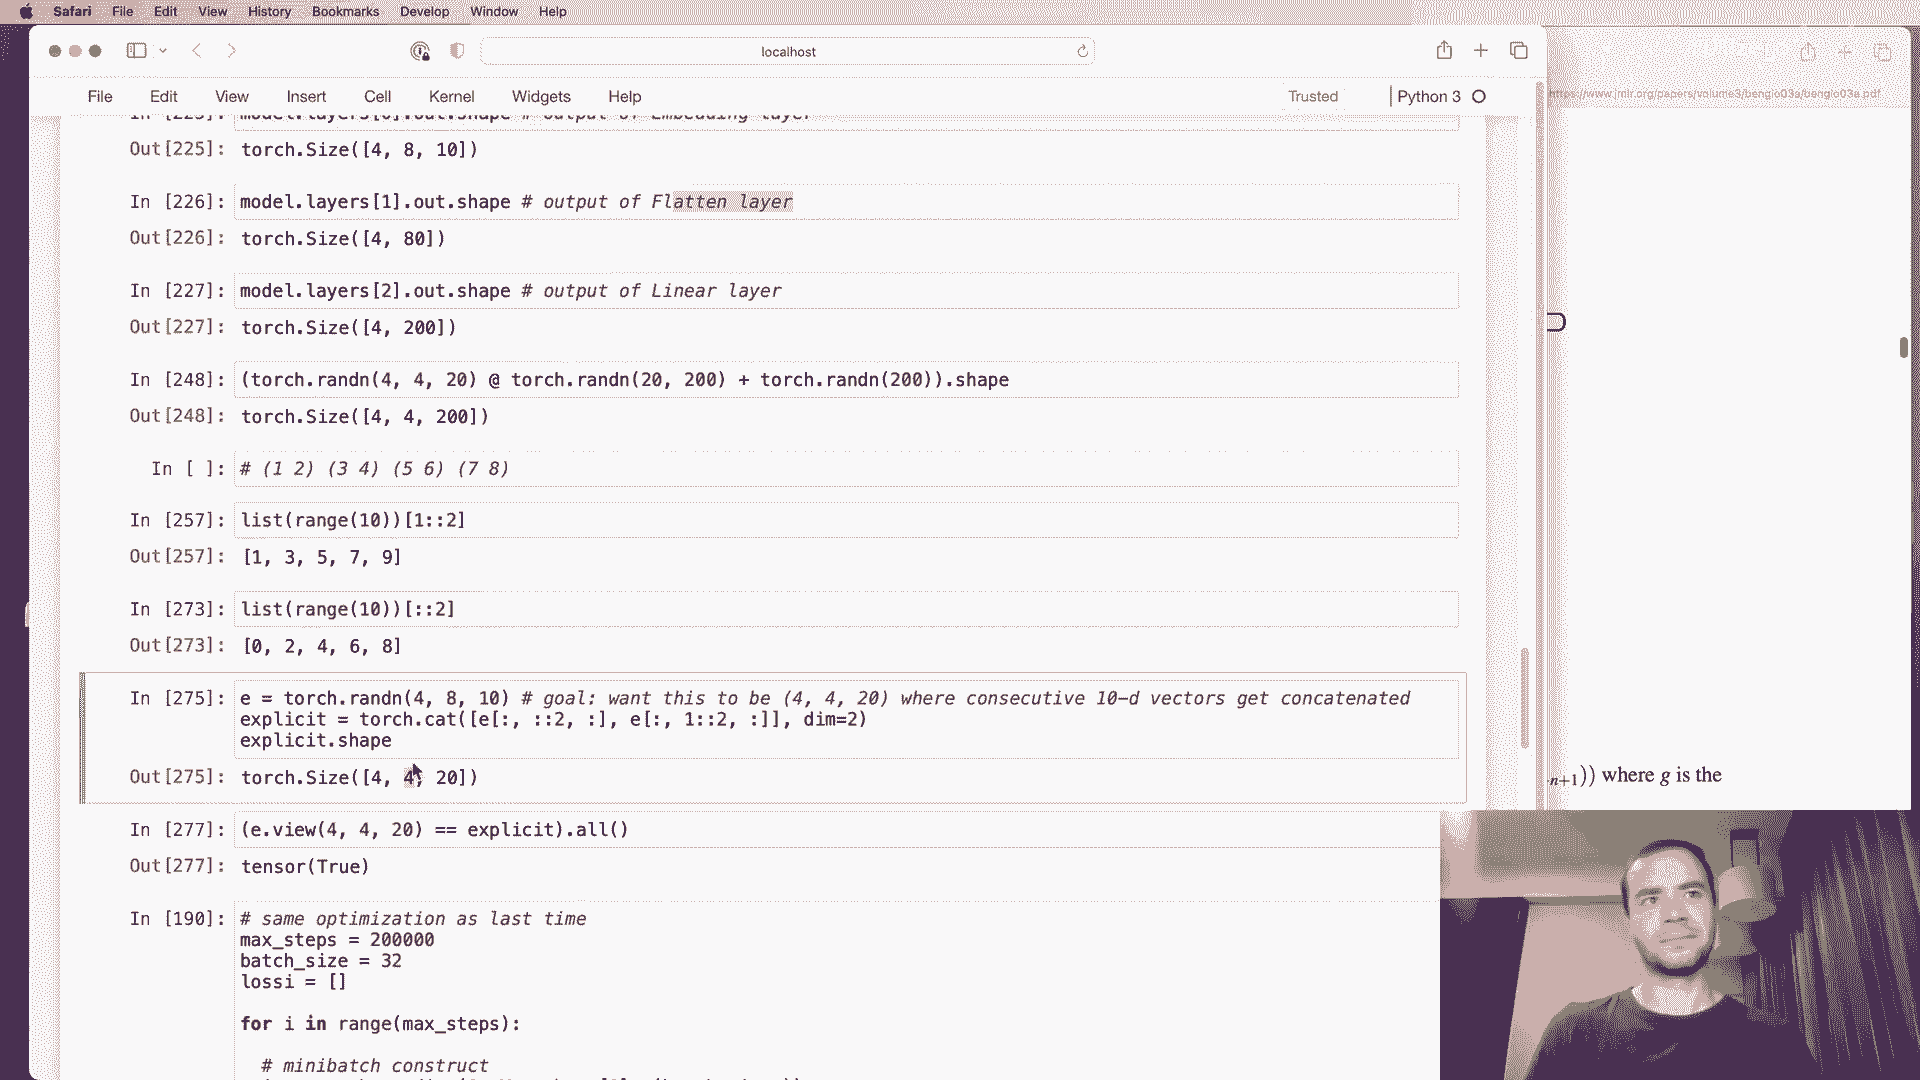 Safari File Edit View History Bookmarks Develop Window Help
localhost
https://www.jmlr.org/papers/volume3/bengio03a/bengio03a.pdf
File Edit View Insert Cell Kernel Widgets Help Trusted Python 3
In [225]: model.layers[0].out.shape # output of Embedding layer
Out[225]: torch.Size([4, 8, 10])
In [226]: model.layers[1].out.shape # output of Flatten layer
Out[226]: torch.Size([4, 80])
In [227]: model.layers[2].out.shape # output of Linear layer
Out[227]: torch.Size([4, 200])
In [248]: (torch.randn(4, 4, 20) @ torch.randn(20, 200) + torch.randn(200)).shape
Out[248]: torch.Size([4, 4, 200])
In [ ]: # (1 2) (3 4) (5 6) (7 8)
In [257]: list(range(10))[1::2]
Out[257]: [1, 3, 5, 7, 9]
In [273]: list(range(10))[::2]
Out[273]: [0, 2, 4, 6, 8]
In [275]: e = torch.randn(4, 8, 10) # goal: want this to be (4, 4, 20) where consecutive 10-d vectors get concatenated
explicit = torch.cat([e[:, ::2, :], e[:, 1::2, :]], dim=2)
explicit.shape
Out[275]: torch.Size([4, 4, 20])
-n+1)) where g is the
In [277]: (e.view(4, 4, 20) == explicit).all()
Out[277]: tensor(True)
In [190]: # same optimization as last time
max_steps = 200000
batch_size = 32
lossi = []
for i in range(max_steps):
# minibatch construct